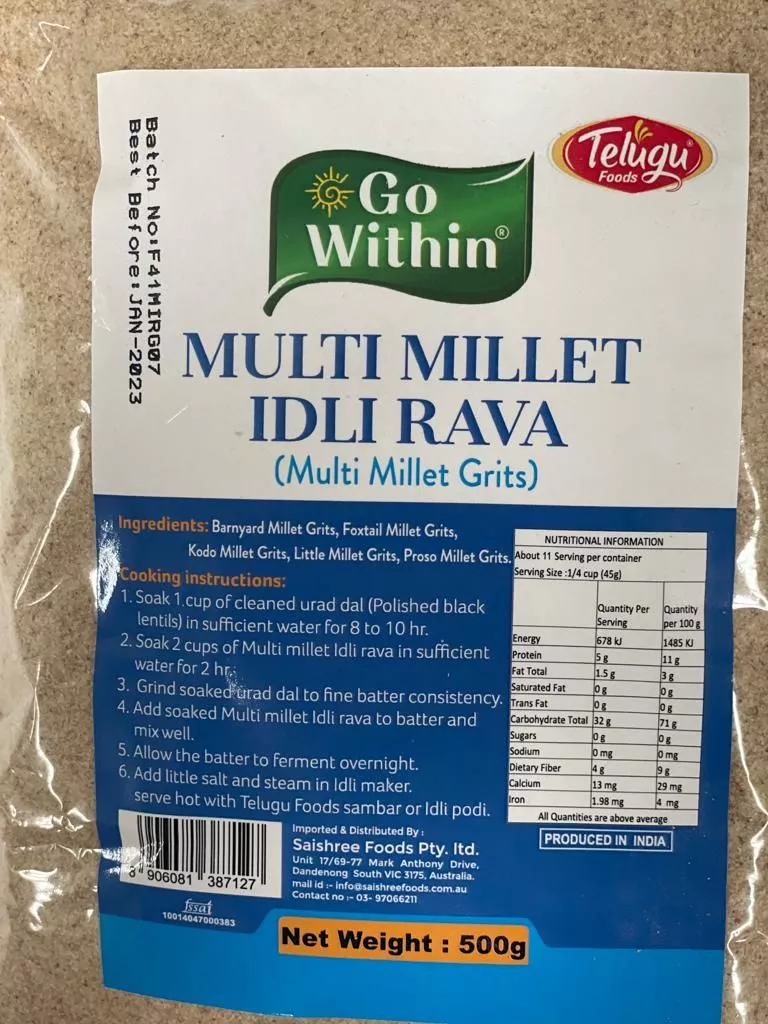 Batch No:F41MIRG07
Best Before:JAN-2023
Telugu
Foods
Go
Within®
MULTI MILLET
IDLI RAVA
(Multi Millet Grits)
Ingredients: Barnyard Millet Grits, Foxtail Millet Grits,
Kodo Millet Grits, Little Millet Grits, Proso Millet Grits.
Cooking instructions:
1. Soak 1.cup of cleaned urad dal (Polished black
lentils) in sufficient water for 8 to 10 hr.
2. Soak 2 cups of Multi millet Idli rava in sufficient
water for 2 hr.
3. Grind soaked urad dal to fine batter consistency.
4. Add soaked Multi millet Idli rava to batter and
mix well.
5. Allow the batter to ferment overnight.
6. Add little salt and steam in Idli maker.
serve hot with Telugu Foods sambar or Idli podi.
NUTRITIONAL INFORMATION
About 11 Serving per container
Serving Size :1/4 cup (45g)
Quantity Per Serving Quantity per 100 g
Energy 678 kJ 1485 KJ
Protein 5 g 11 g
Fat Total 1.5 g 3 g
Saturated Fat 0 g 0 g
Trans Fat 0 g 0 g
Carbohydrate Total 32 g 71 g
Sugars 0 g 0 g
Sodium 0 mg 0 mg
Dietary Fiber 4 g 9 g
Calcium 13 mg 29 mg
Iron 1.98 mg 4 mg
All Quantities are above average
PRODUCED IN INDIA
8 906081 387127
fssai
10014047000383
Imported & Distributed By :
Saishree Foods Pty. ltd.
Unit 17/69-77 Mark Anthony Drive,
Dandenong South VIC 3175, Australia.
mail id :- info@saishreefoods.com.au
Contact no :- 03- 97066211
Net Weight : 500g